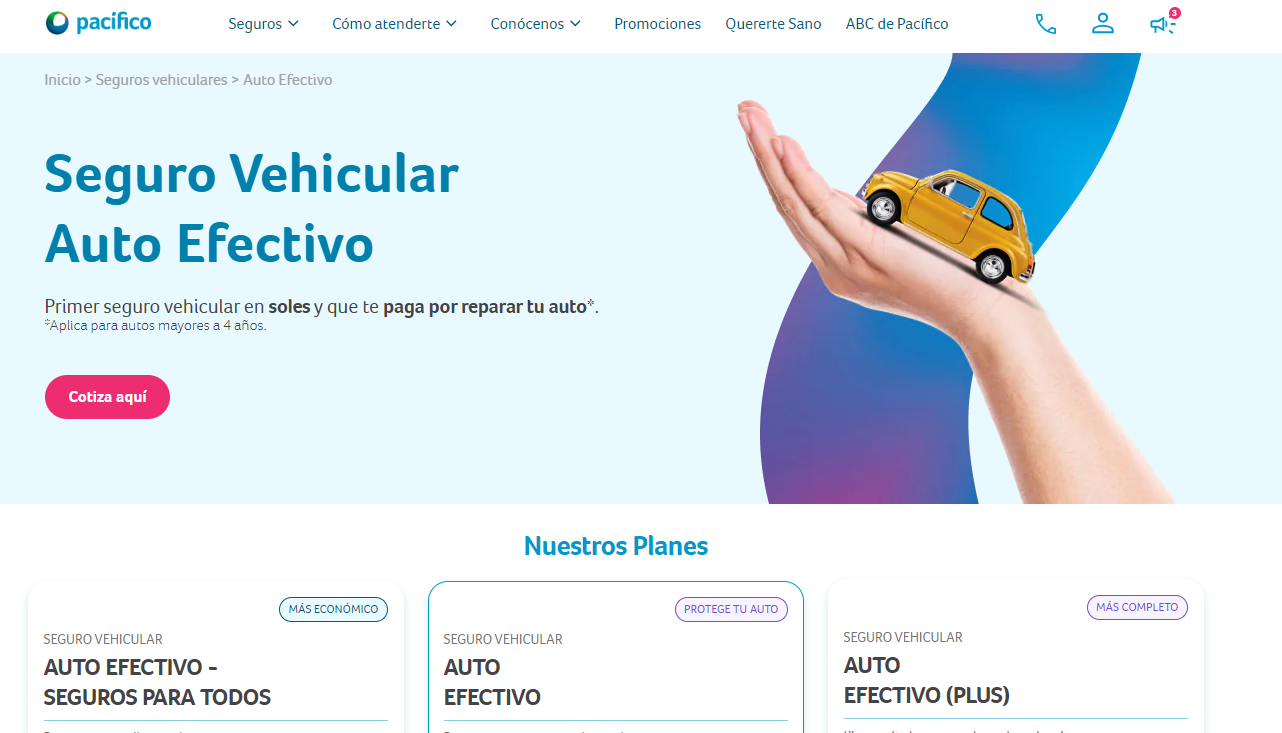 pacífico
Seguros
Cómo atenderte
Conócenos
Promociones
Quererte Sano
ABC de Pacífico
3
Inicio > Seguros vehiculares > Auto Efectivo
Seguro Vehicular
Auto Efectivo
Primer seguro vehicular en soles y que te paga por reparar tu auto*.
*Aplica para autos mayores a 4 años.
Cotiza aquí
Nuestros Planes
MÁS ECONÓMICO
SEGURO VEHICULAR
AUTO EFECTIVO -
SEGUROS PARA TODOS
PROTEGE TU AUTO
SEGURO VEHICULAR
AUTO
EFECTIVO
MÁS COMPLETO
SEGURO VEHICULAR
AUTO
EFECTIVO (PLUS)